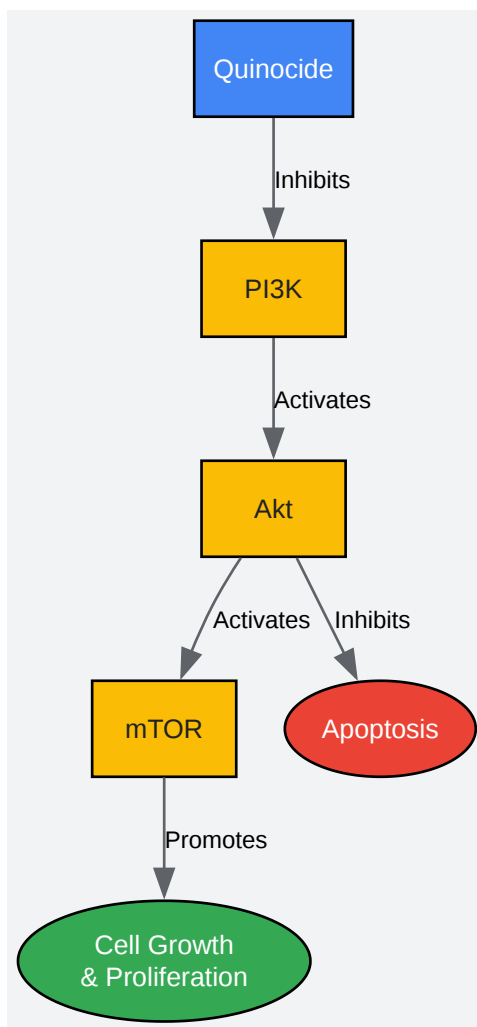 Quinocide
Inhibits
PI3K
Activates
Akt
Activates
Inhibits
mTOR
Apoptosis
Promotes
Cell Growth
& Proliferation